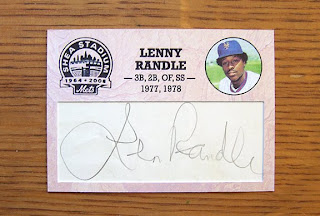 SHEA STADIUM
1964 • 2008
Mets
LENNY
RANDLE
— 3B, 2B, OF, SS —
1977, 1978
Len Randle